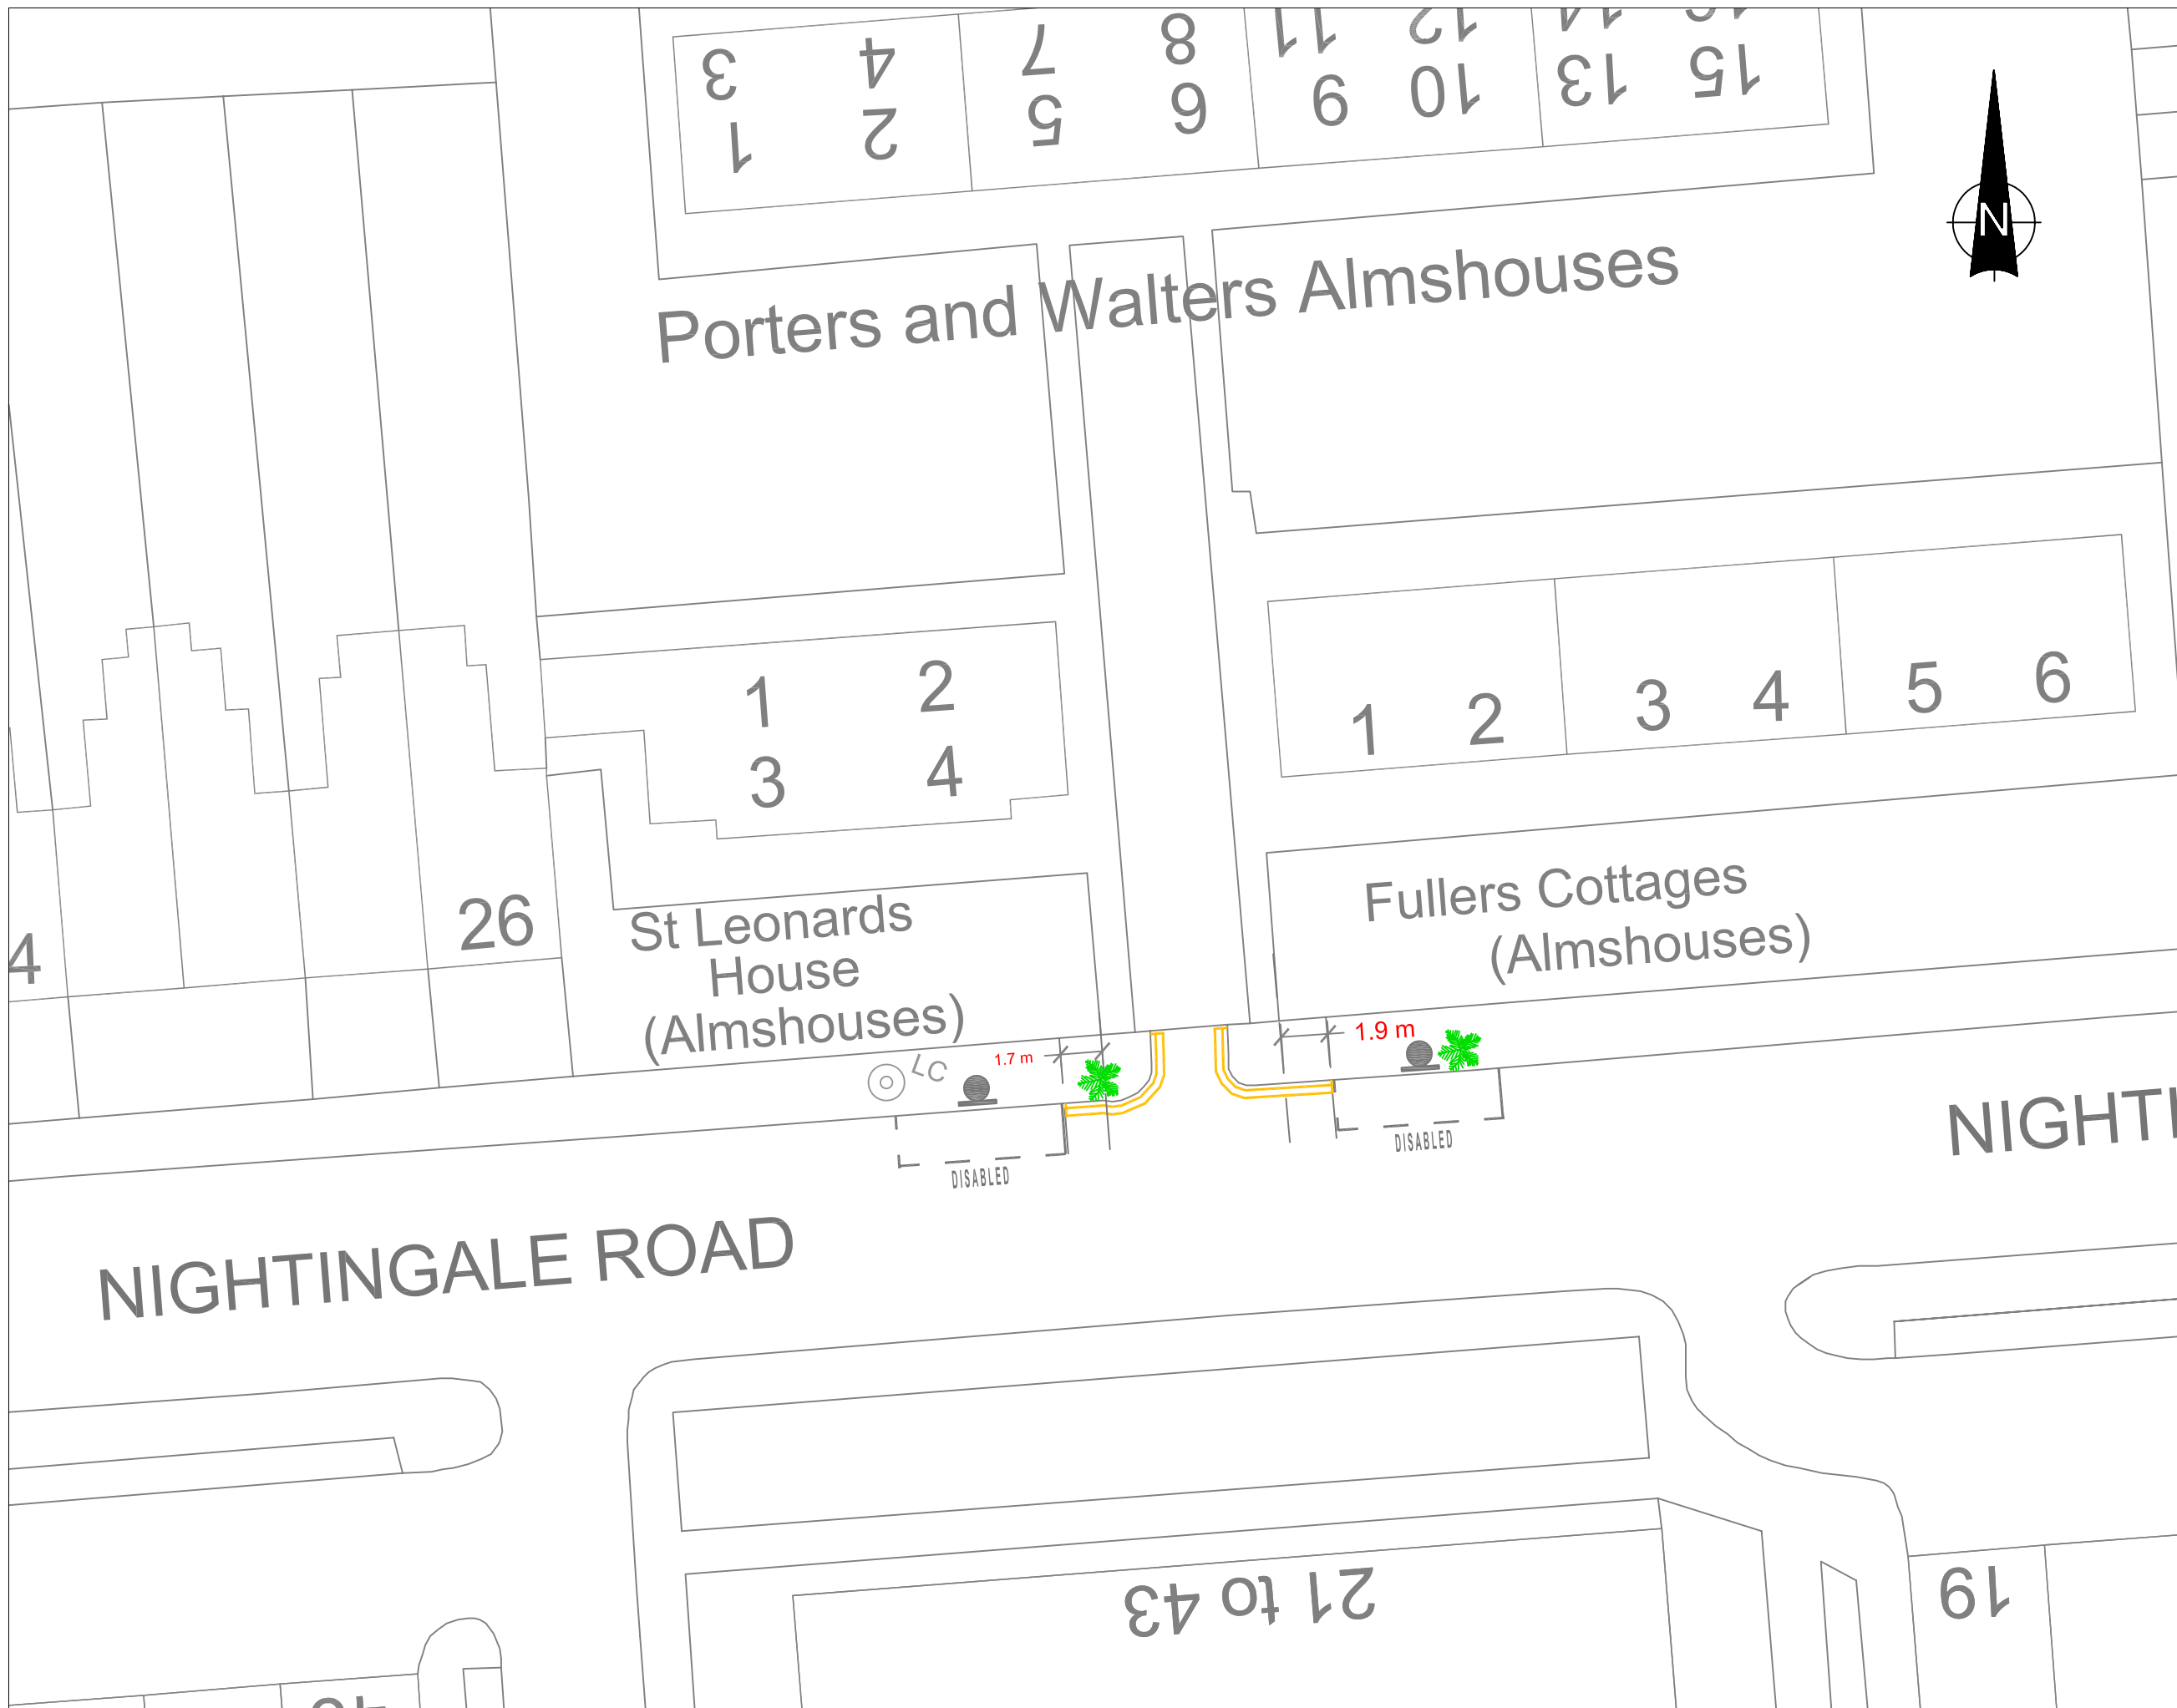 3 4 7 8 11 12 14
1 2 5 6 9 10 13 15
N
Porters and Walters Almshouses
1 2
3 4
1 2 3 4 5 6
26
4
St Leonards
House
(Almshouses)
Fullers Cottages
(Almshouses)
LC
1.7 m
1.9 m
DISABLED
DISABLED
NIGHTINGALE ROAD
NIGHTI
21 to 43
19